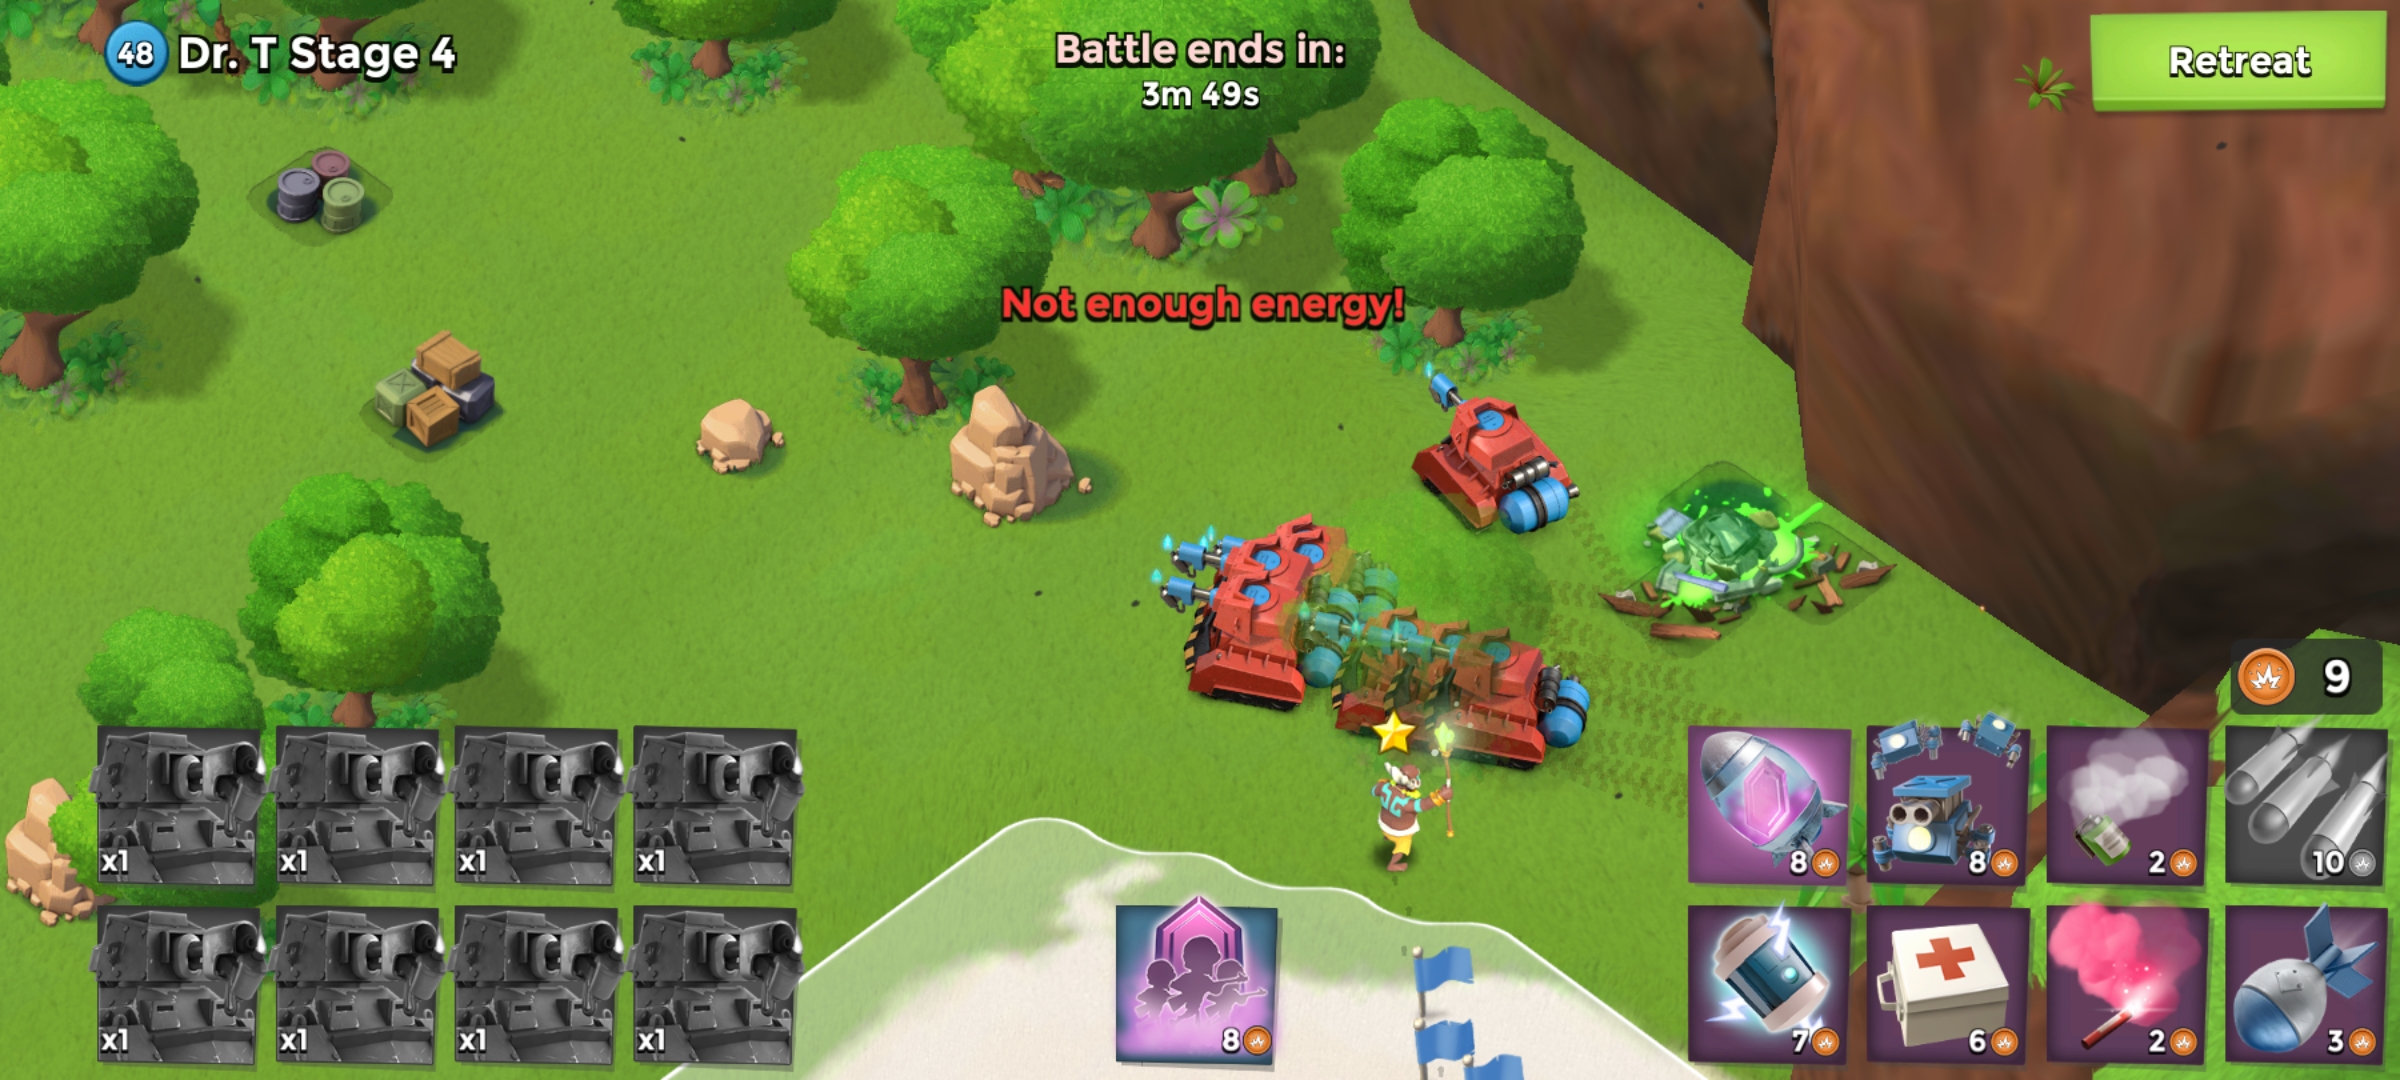 48 Dr. T Stage 4
Battle ends in:
3m 49s
Retreat
Not enough energy!
9
x1 x1 x1 x1
8 8 2 10
x1 x1 x1 x1
8
7 6 2 3